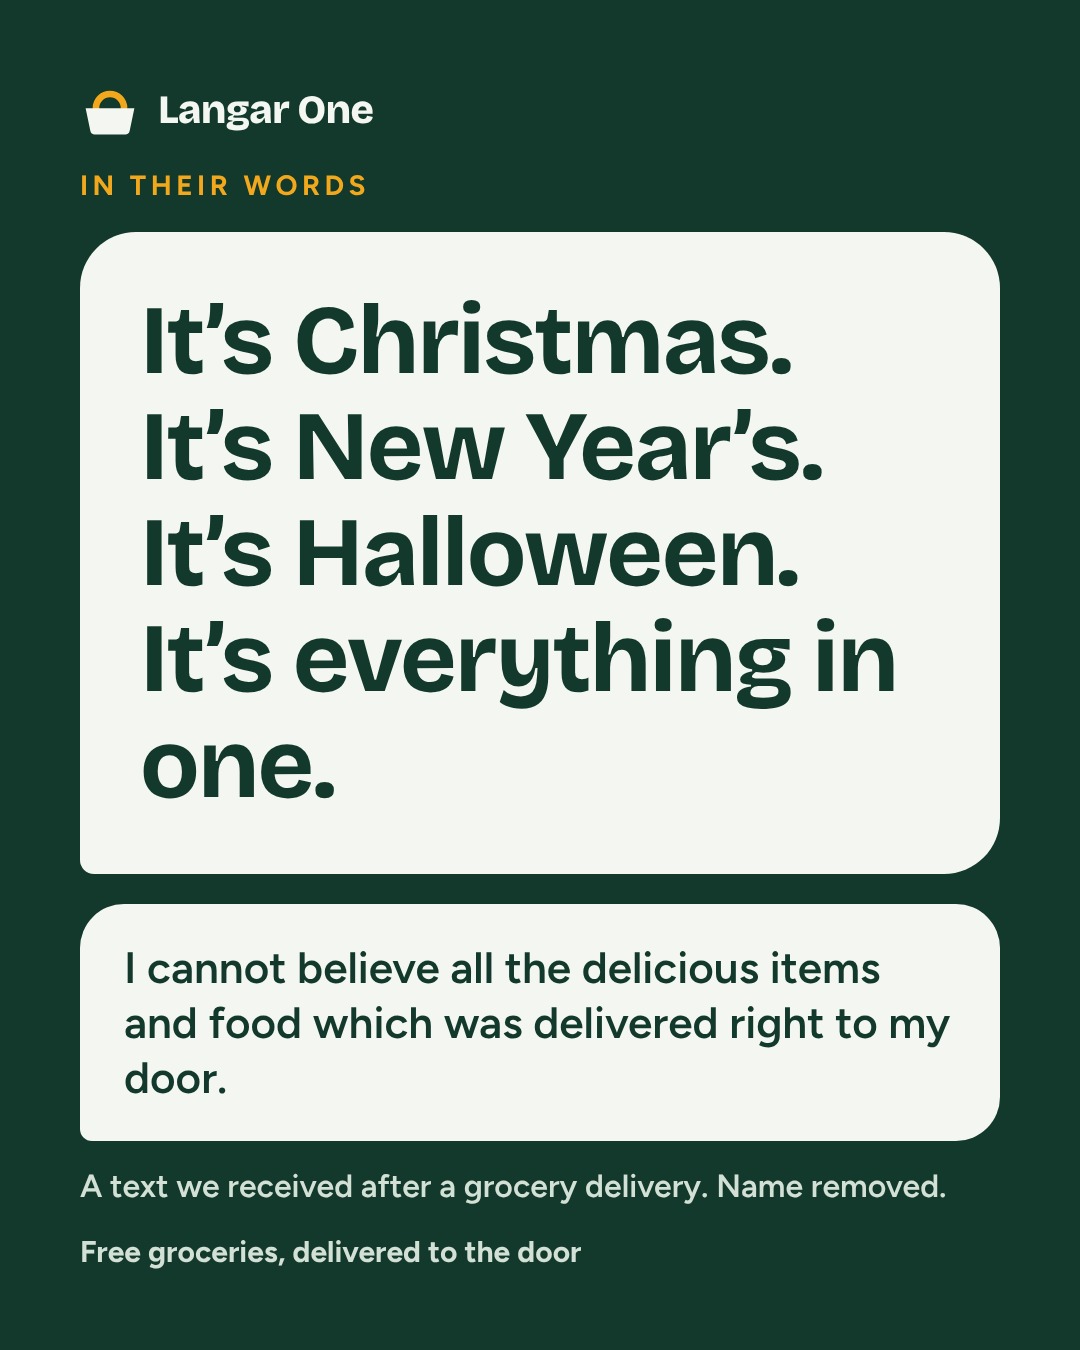 Langar One
IN THEIR WORDS
It’s Christmas.
It’s New Year’s.
It’s Halloween.
It’s everything in
one.
I cannot believe all the delicious items
and food which was delivered right to my
door.
A text we received after a grocery delivery. Name removed.
Free groceries, delivered to the door